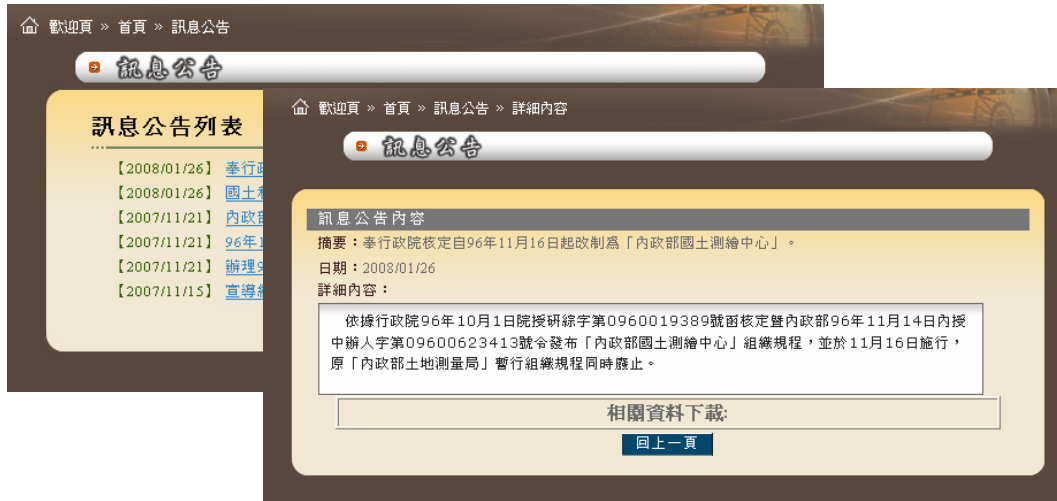 歡迎頁 » 首頁 » 訊息公告
訊息公告
訊息公告列表
【2008/01/26】 奉行
【2008/01/26】 國土
【2007/11/21】 內政
【2007/11/21】 96年1
【2007/11/21】 辦理
【2007/11/15】 宣導
歡迎頁 » 首頁 » 訊息公告 » 詳細內容
訊息公告
訊息公告內容
摘要：奉行政院核定自96年11月16日起改制為「內政部國土測繪中心」。
日期：2008/01/26
詳細內容：
依據行政院96年10月1日院授研綜字第0960019389號函核定暨內政部96年11月14日內授
中辦人字第09600623413號令發布「內政部國土測繪中心」組織規程，並於11月16日施行，
原「內政部土地測量局」暫行組織規程同時廢止。
相關資料下載:
回上一頁